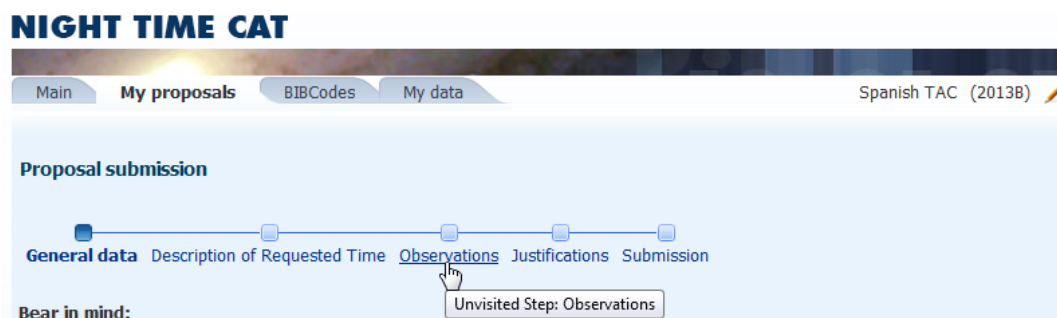 NIGHT TIME CAT
Main My proposals BIBCodes My data Spanish TAC (2013B)
Proposal submission
General data Description of Requested Time Observations Justifications Submission
Unvisited Step: Observations
Bear in mind: